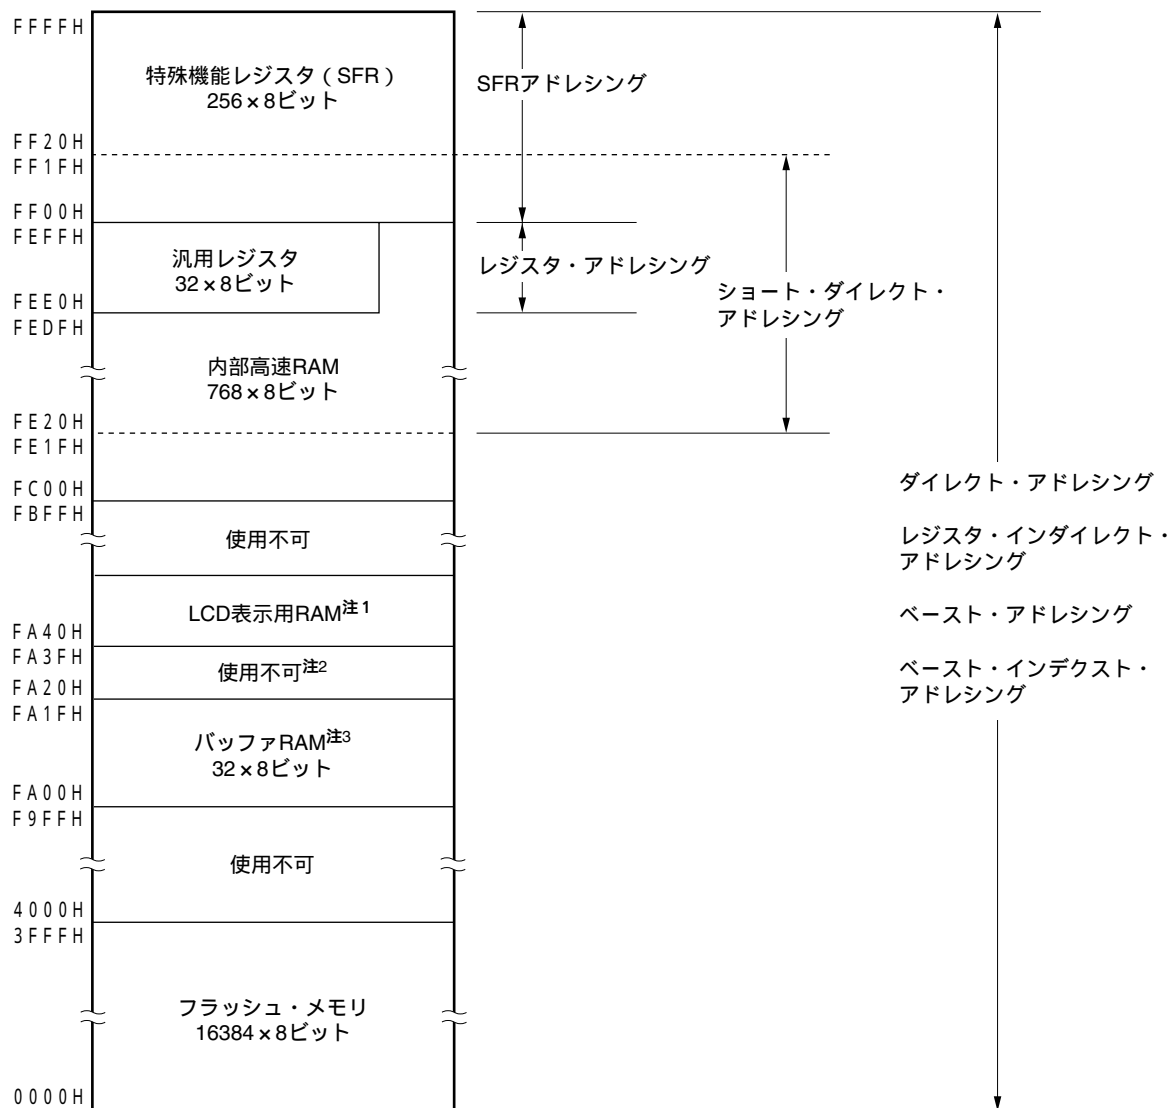 FFFFH
特殊機能レジスタ(SFR)
256×8ビット
SFRアドレシング
FF20H
FF1FH
FF00H
FEFFH
汎用レジスタ
32×8ビット
レジスタ・アドレシング
ショート・ダイレクト・
アドレシング
FEE0H
FEDFH
内部高速RAM
768×8ビット
FE20H
FE1FH
FC00H
FBFFH
使用不可
ダイレクト・アドレシング
レジスタ・インダイレクト・
アドレシング
ベースト・アドレシング
ベースト・インデクスト・
アドレシング
LCD表示用RAM注1
FA40H
FA3FH
使用不可注2
FA20H
FA1FH
バッファRAM注3
32×8ビット
FA00H
F9FFH
使用不可
4000H
3FFFH
フラッシュ・メモリ
16384×8ビット
0000H